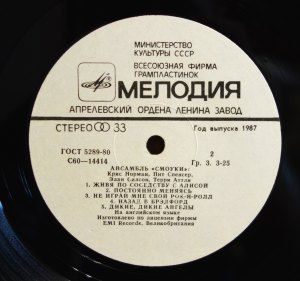 МИНИСТЕРСТВО
КУЛЬТУРЫ СССР
ВСЕСОЮЗНАЯ ФИРМА
ГРАМПЛАСТИНОК
МЕЛОДИЯ
АПРЕЛЕВСКИЙ ОРДЕНА ЛЕНИНА ЗАВОД
СТЕРЕО 33
Год выпуска 1987
ГОСТ 5289-80
2
С60—14414
Гр. 3. 3-25
АНСАМБЛЬ «СМОУКИ»:
Крис Норман, Пит Спенсер,
Элан Силсон, Терри Аттли
1. ЖИВЯ ПО СОСЕДСТВУ С АЛИСОЙ
2. ПОСТОЯННО МЕНЯЯСЬ
3. НЕ ИГРАЙ МНЕ СВОЙ РОК-Н-РОЛЛ
4. НАЗАД В БРЭДФОРД
5. ДИКИЕ, ДИКИЕ АНГЕЛЫ
На английском языке
Изготовлено по лицензии фирмы
EMI Records, Великобритания